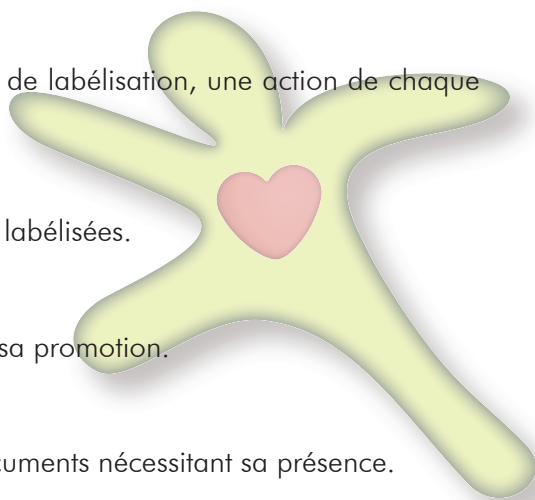 de labélisation, une action de chaque
labélisées.
sa promotion.
cuments nécessitant sa présence.